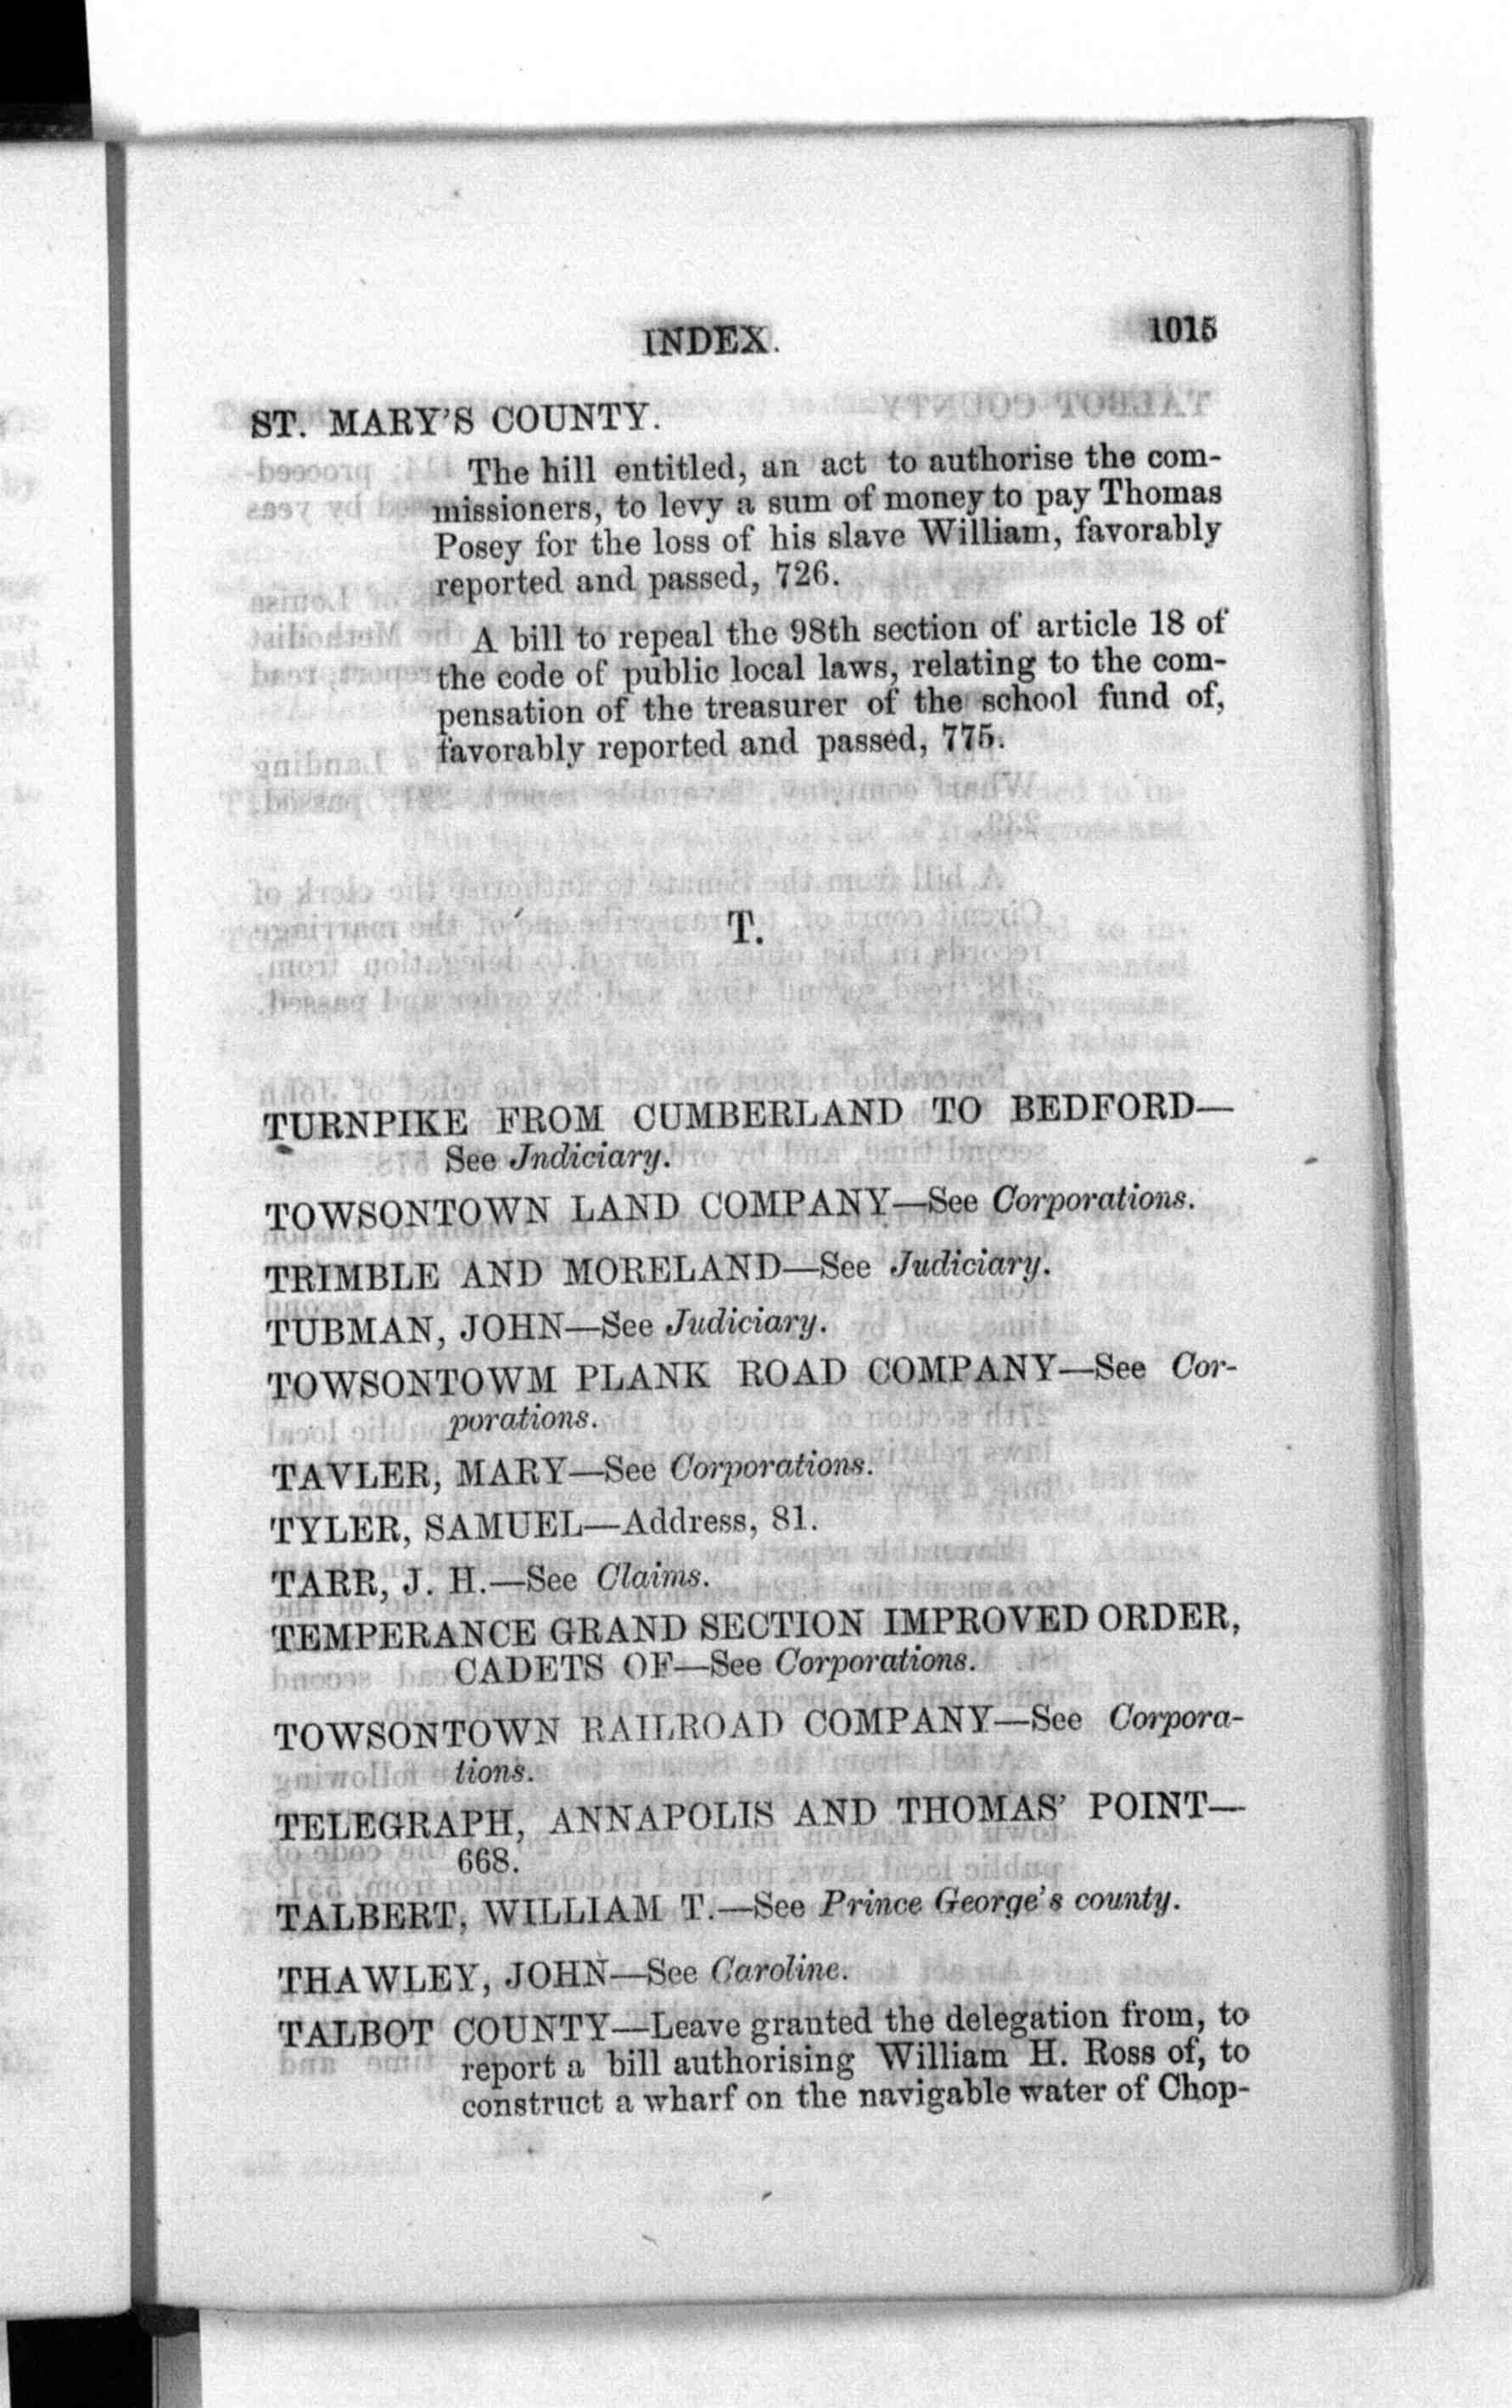 INDEX. 1015
ST. MARY'S COUNTY.
The hill entitled, an act to authorise the com-
missioners, to levy a sum of money to pay Thomas
Posey for the loss of his slave William, favorably
reported and passed, 726.
A bill to repeal the 98th section of article 18 of
the code of public local laws, relating to the com-
pensation of the treasurer of the school fund of,
favorably reported and passed, 775.
T.
TURNPIKE FROM CUMBERLAND TO BEDFORD—
See Jndiciary.
TOWSONTOWN LAND COMPANY—See Corporations.
TRIMBLE AND MORELAND—See Judiciary.
TUBMAN, JOHN—See Judiciary.
TOWSONTOWM PLANK ROAD COMPANY—See Cor-
porations.
TAVLER, MARY—See Corporations.
TYLER, SAMUEL—Address, 81.
TARR, J. H.—See Claims.
TEMPERANCE GRAND SECTION IMPROVED ORDER,
CADETS OF—See Corporations.
TOWSONTOWN RAILROAD COMPANY—See Corpora-
tions.
TELEGRAPH, ANNAPOLIS AND THOMAS' POINT—
668.
TALBERT, WILLIAM T.—See Prince George's county.
THAWLEY, JOHN—See Caroline.
TALBOT COUNTY—Leave granted the delegation from, to
report a bill authorising William H. Ross of, to
construct a wharf on the navigable water of Chop-